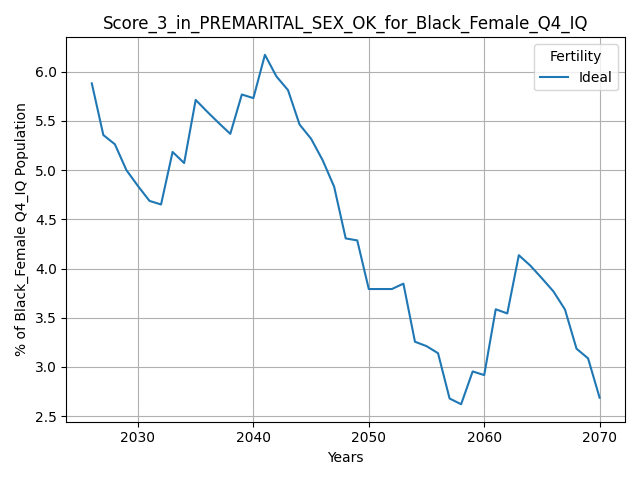 Score_3_in_PREMARITAL_SEX_OK_for_Black_Female_Q4_IQ
Fertility
Ideal
% of Black_Female Q4_IQ Population
6.0
5.5
5.0
4.5
4.0
3.5
3.0
2.5
2030 2040 2050 2060 2070
Years